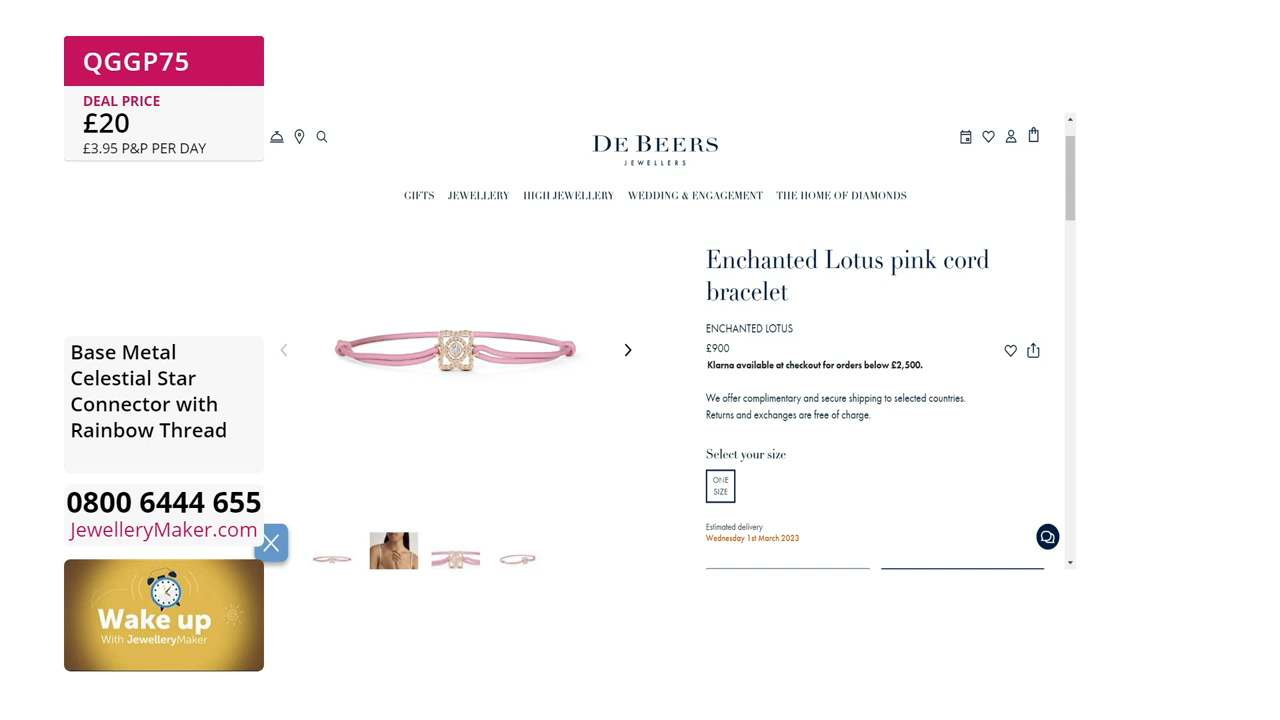 QGGP75
DEAL PRICE
£20
£3.95 P&P PER DAY
Base Metal
Celestial Star
Connector with
Rainbow Thread
0800 6444 655
JewelleryMaker.com
Wake up
With JewelleryMaker
DE BEERS
JEWELLERS
GIFTS JEWELLERY HIGH JEWELLERY WEDDING & ENGAGEMENT THE HOME OF DIAMONDS
Enchanted Lotus pink cord
bracelet
ENCHANTED LOTUS
£900
Klarna available at checkout for orders below £2,500.
We offer complimentary and secure shipping to selected countries.
Returns and exchanges are free of charge.
Select your size
ONE
SIZE
Estimated delivery
Wednesday 1st March 2023